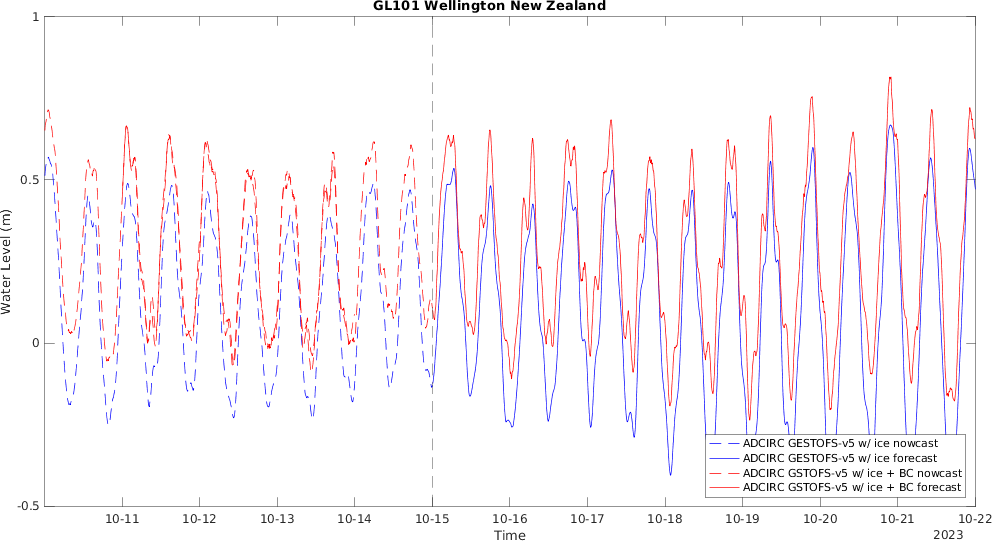 GL101 Wellington New Zealand
Water Level (m)
1
0.5
0
-0.5
10-11 10-12 10-13 10-14 10-15 10-16 10-17 10-18 10-19 10-20 10-21 10-22
Time
2023
ADCIRC GESTOFS-v5 w/ ice nowcast
ADCIRC GESTOFS-v5 w/ ice forecast
ADCIRC GSTOFS-v5 w/ ice + BC nowcast
ADCIRC GSTOFS-v5 w/ ice + BC forecast